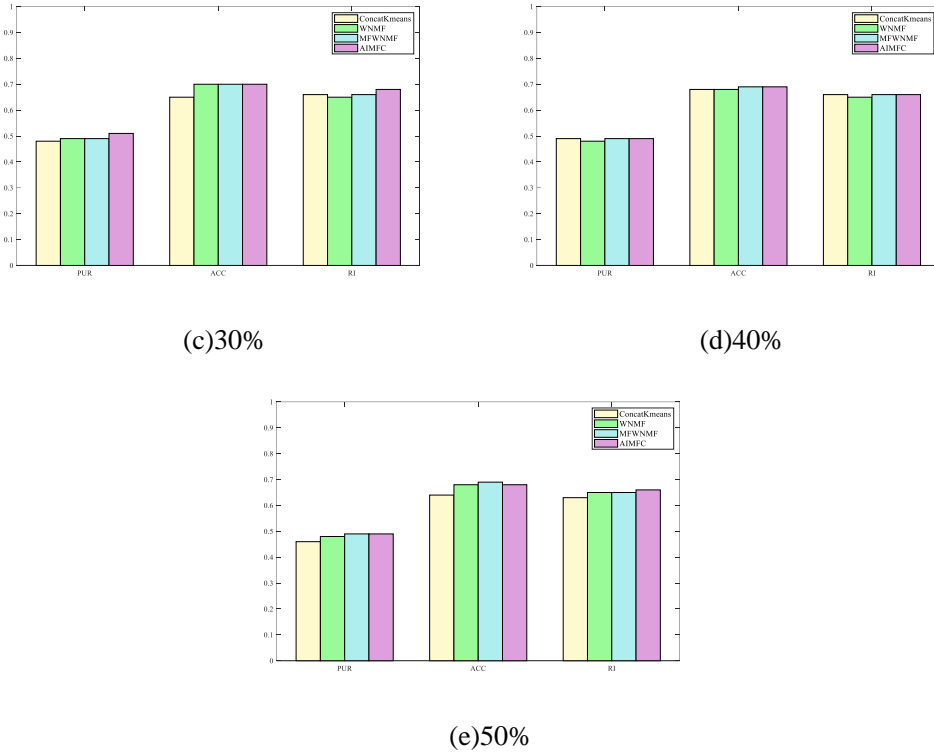 1
0.9
0.8
0.7
0.6
0.5
0.4
0.3
0.2
0.1
0
PUR ACC RI
ConcatKmeans
WNMF
MFWNMF
AIMFC
(c)30%
1
0.9
0.8
0.7
0.6
0.5
0.4
0.3
0.2
0.1
0
PUR ACC RI
ConcatKmeans
WNMF
MFWNMF
AIMFC
(d)40%
1
0.9
0.8
0.7
0.6
0.5
0.4
0.3
0.2
0.1
0
PUR ACC RI
ConcatKmeans
WNMF
MFWNMF
AIMFC
(e)50%